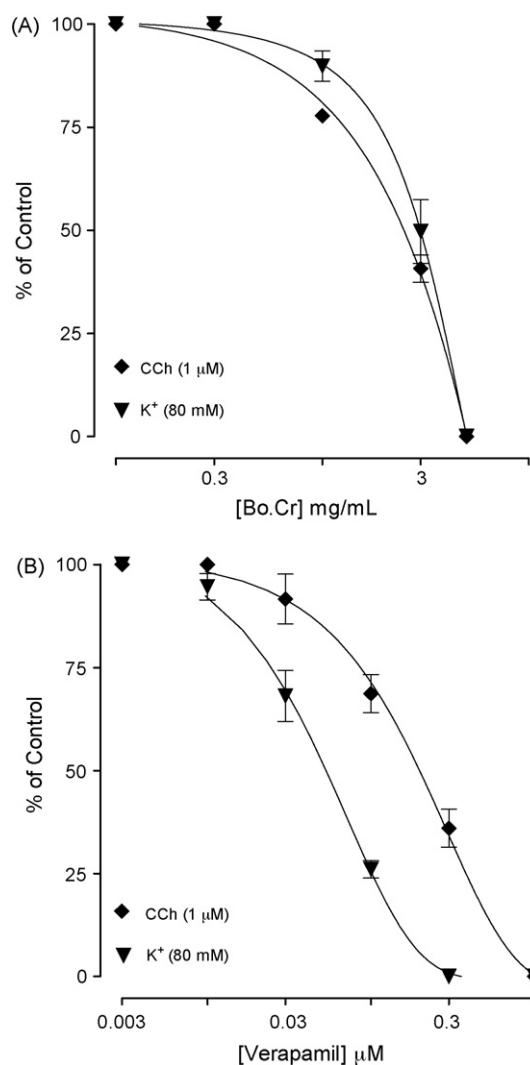 (A)
100
75
50
25
0
% of Control
◆ CCh (1 μM)
▼ K⁺ (80 mM)
0.3 3
[Bo.Cr] mg/mL
(B)
100
75
50
25
0
% of Control
◆ CCh (1 μM)
▼ K⁺ (80 mM)
0.003 0.03 0.3
[Verapamil] μM